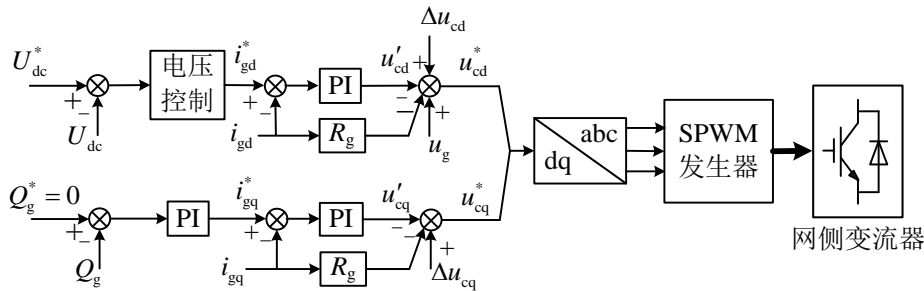 Δu_cd
U*_dc
+
−
U_dc
电压
控制
i*_gd
+
−
i_gd
PI
R_g
u′_cd
+
−
−
+
u*_cd
u_g
Q*_g = 0
+
−
Q_g
PI
i*_gq
+
−
i_gq
PI
R_g
u′_cq
−
−
+
u*_cq
Δu_cq
abc
dq
SPWM
发生器
网侧变流器